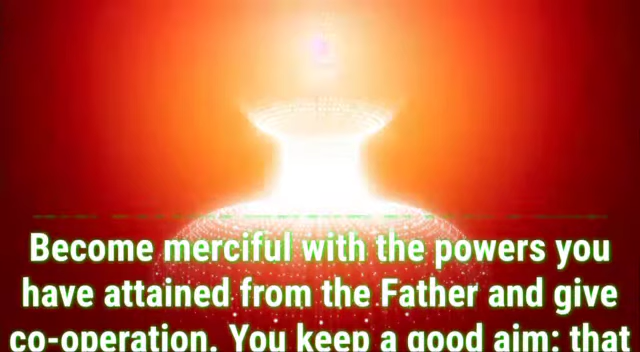 Become merciful with the powers you
have attained from the Father and give
co-operation. You keep a good aim; that